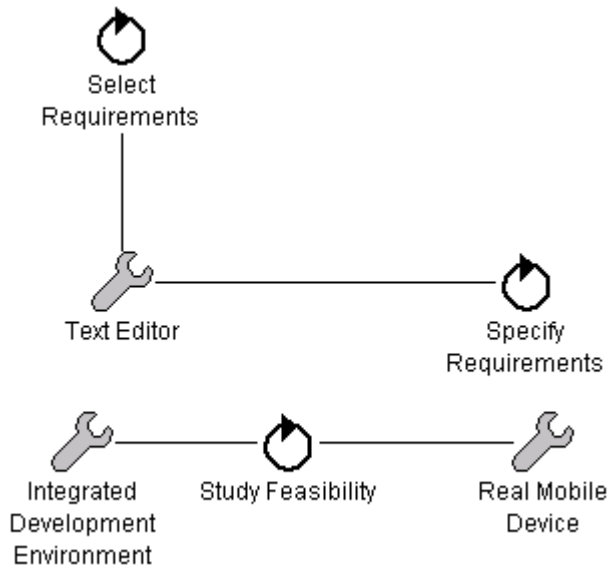 Select
Requirements
Text Editor
Specify
Requirements
Integrated
Development
Environment
Study Feasibility
Real Mobile
Device